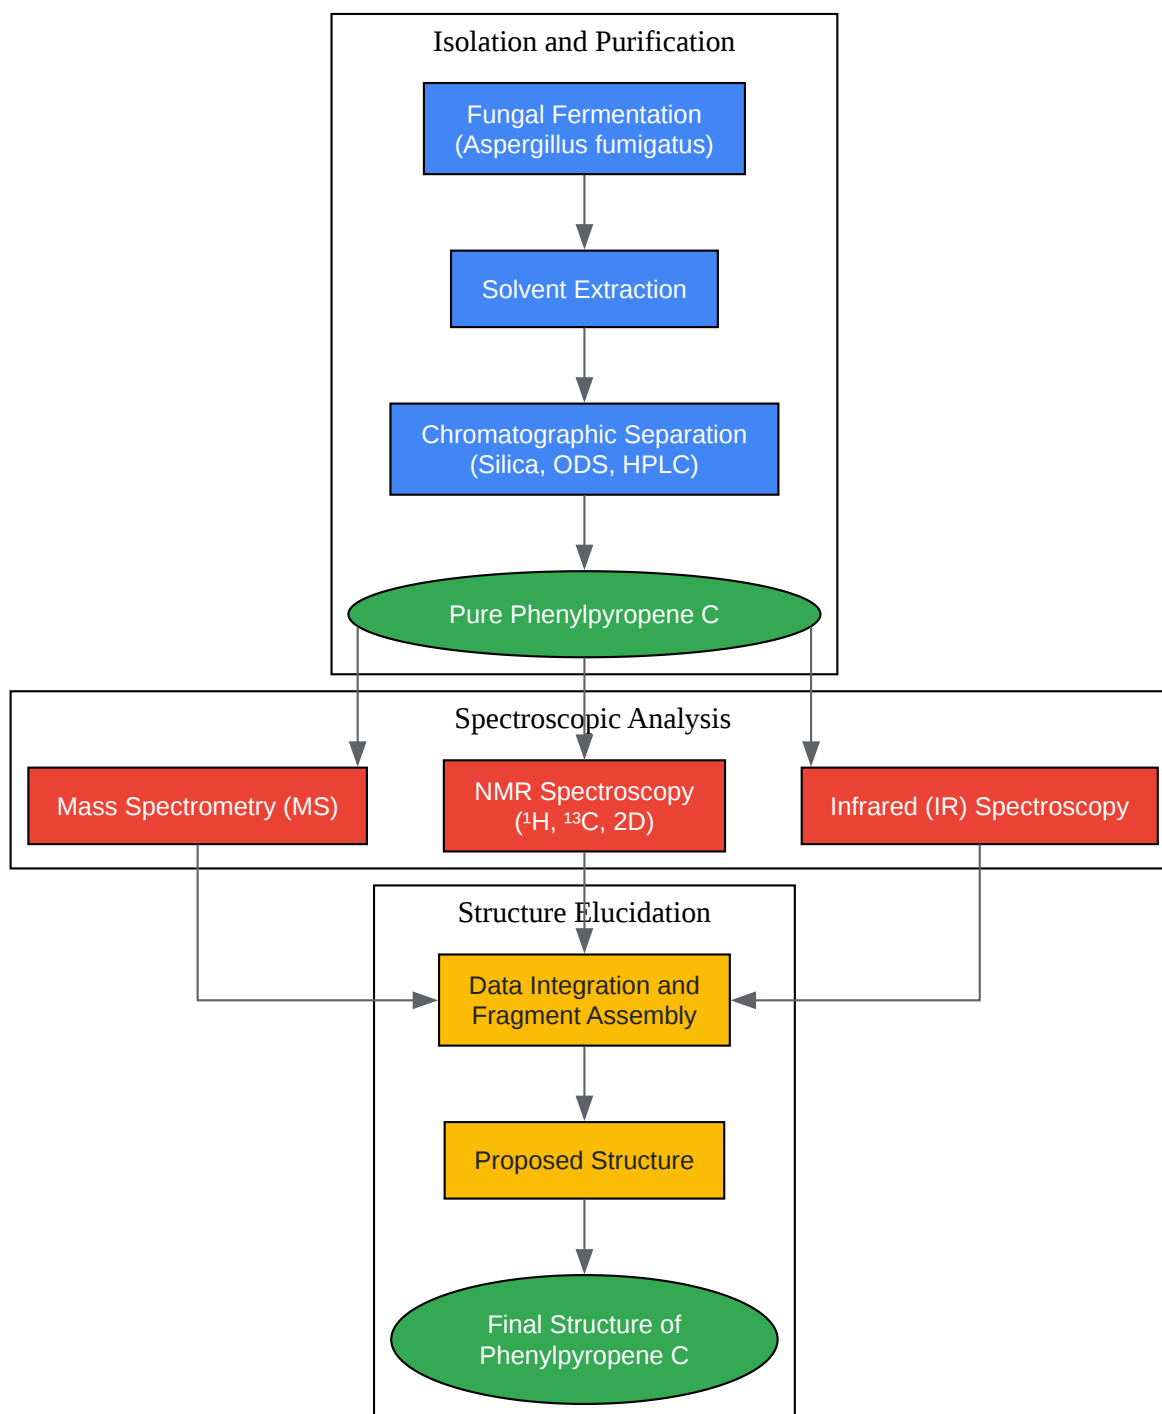 Isolation and Purification
Fungal Fermentation
(Aspergillus fumigatus)
Solvent Extraction
Chromatographic Separation
(Silica, ODS, HPLC)
Pure Phenylpyropene C
Spectroscopic Analysis
Mass Spectrometry (MS)
NMR Spectroscopy
(¹H, ¹³C, 2D)
Infrared (IR) Spectroscopy
Structure Elucidation
Data Integration and
Fragment Assembly
Proposed Structure
Final Structure of
Phenylpyropene C